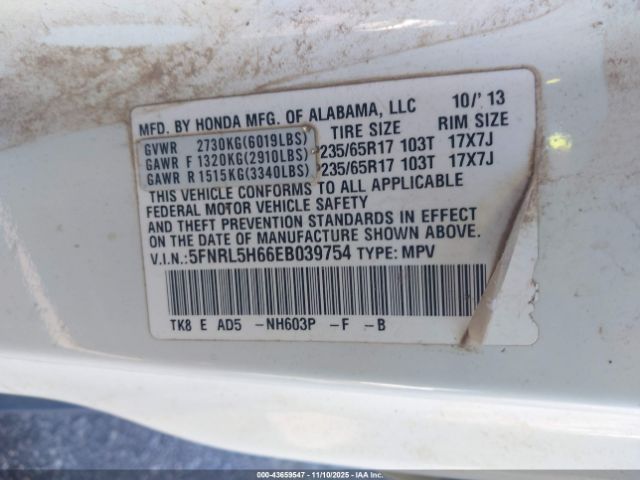 MFD. BY HONDA MFG. OF ALABAMA, LLC 10/'13
TIRE SIZE RIM SIZE
GVWR 2730KG(6019LBS)
GAWR F 1320KG(2910LBS) 235/65R17 103T 17X7J
GAWR R 1515KG(3340LBS) 235/65R17 103T 17X7J
THIS VEHICLE CONFORMS TO ALL APPLICABLE
FEDERAL MOTOR VEHICLE SAFETY
AND THEFT PREVENTION STANDARDS IN EFFECT
ON THE DATE OF MANUFACTURE SHOWN ABOVE.
V.I.N.:5FNRL5H66EB039754 TYPE: MPV
TK8 E AD5 -NH603P -F -B
000-43659547 - 11/10/2025 - IAAI.com